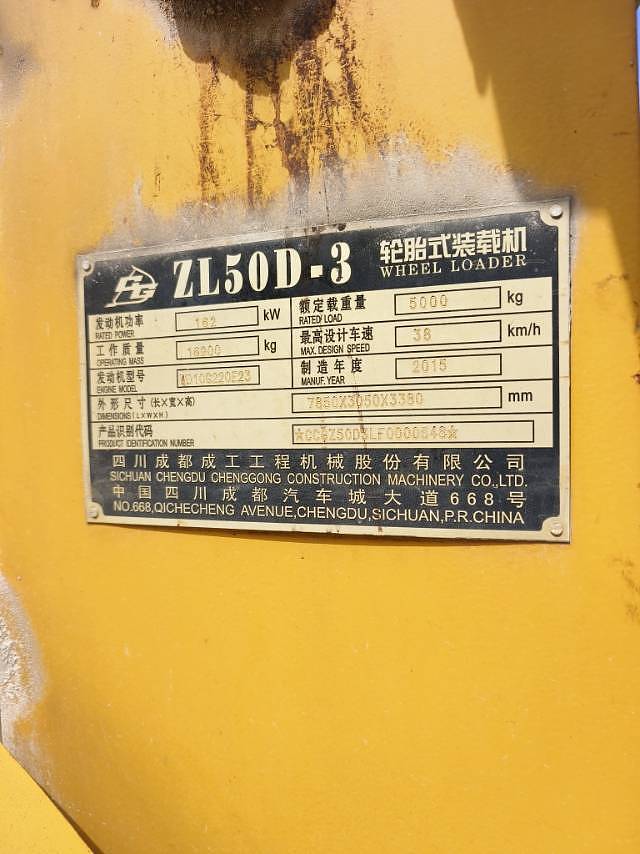 ZL50D-3 轮胎式装载机
WHEEL LOADER
发动机功率 162 kW
RATED POWER
额定载重量 5000 kg
RATED LOAD
工作质量 kg
OPERATING MASS
最高设计车速 38 km/h
MAX. DESIGN SPEED
发动机型号
ENGINE MODEL
制造年度 2015
MANUF. YEAR
外形尺寸(长×宽×高) 7850X3050X3380 mm
DIMENSIONS (L×W×H)
产品识别代码
PRODUCT IDENTIFICATION NUMBER
四川成都成工工程机械股份有限公司
SICHUAN CHENGDU CHENGGONG CONSTRUCTION MACHINERY CO.,LTD.
中国四川成都汽车城大道668号
NO.668,QICHECHENG AVENUE,CHENGDU,SICHUAN,P.R.CHINA